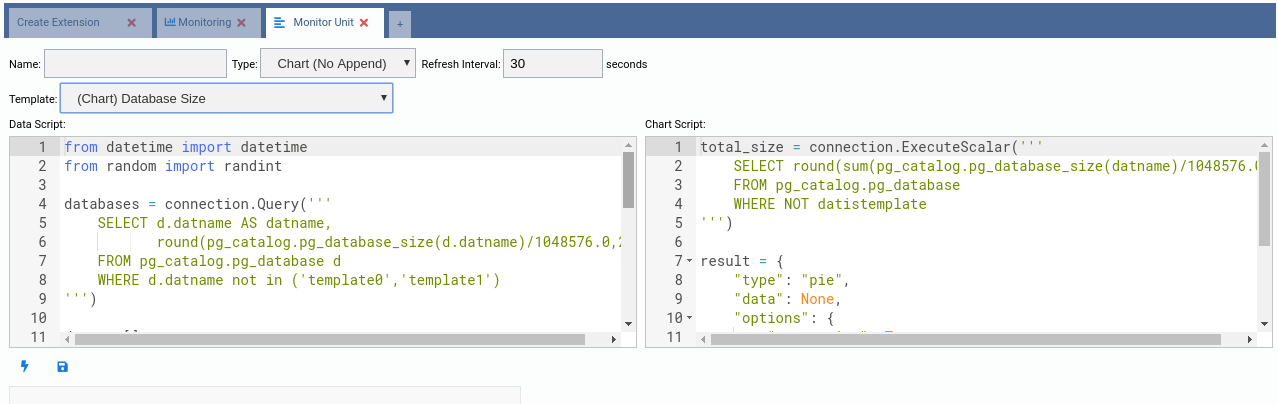 Create Extension Monitoring Monitor Unit +
Name: Type: Chart (No Append) Refresh Interval: 30 seconds
Template: (Chart) Database Size
Data Script:
1 from datetime import datetime
2 from random import randint
3
4 databases = connection.Query('''
5 SELECT d.datname AS datname,
6 round(pg_catalog.pg_database_size(d.datname)/1048576.0,2
7 FROM pg_catalog.pg_database d
8 WHERE d.datname not in ('template0','template1')
9 ''')
10
11
Chart Script:
1 total_size = connection.ExecuteScalar('''
2 SELECT round(sum(pg_catalog.pg_database_size(datname)/1048576.0
3 FROM pg_catalog.pg_database
4 WHERE NOT datistemplate
5 ''')
6
7 result = {
8 "type": "pie",
9 "data": None,
10 "options": {
11